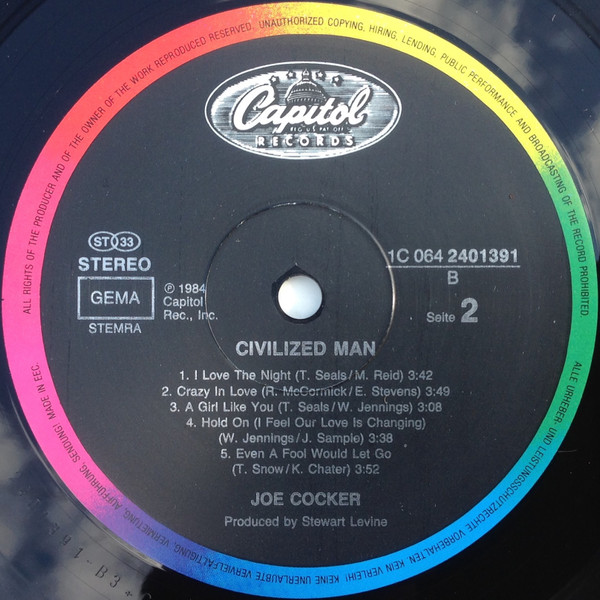 ALL RIGHTS OF THE PRODUCER AND OF THE OWNER OF THE WORK REPRODUCED RESERVED. UNAUTHORIZED COPYING, HIRING, LENDING, PUBLIC PERFORMANCE AND BROADCASTING OF THE RECORD PROHIBITED.
Capitol
REG. U.S. PAT. OFF.
RECORDS
ST 33
STEREO
GEMA
STEMRA
℗ 1984
Capitol
Rec., Inc.
1C 064 2401391
B
Seite 2
CIVILIZED MAN
1. I Love The Night (T. Seals/M. Reid) 3:42
2. Crazy In Love (R. McCormick/E. Stevens) 3:49
3. A Girl Like You (T. Seals/W. Jennings) 3:08
4. Hold On (I Feel Our Love Is Changing)
(W. Jennings/J. Sample) 3:38
5. Even A Fool Would Let Go
(T. Snow/K. Chater) 3:52
JOE COCKER
Produced by Stewart Levine
ALLE URHEBER- UND LEISTUNGSSCHUTZRECHTE VORBEHALTEN. KEIN VERLEIH! KEINE UNERLAUBTE VERVIELFÄLTIGUNG, VERMIETUNG, AUFFÜHRUNG, SENDUNG! MADE IN EEC.